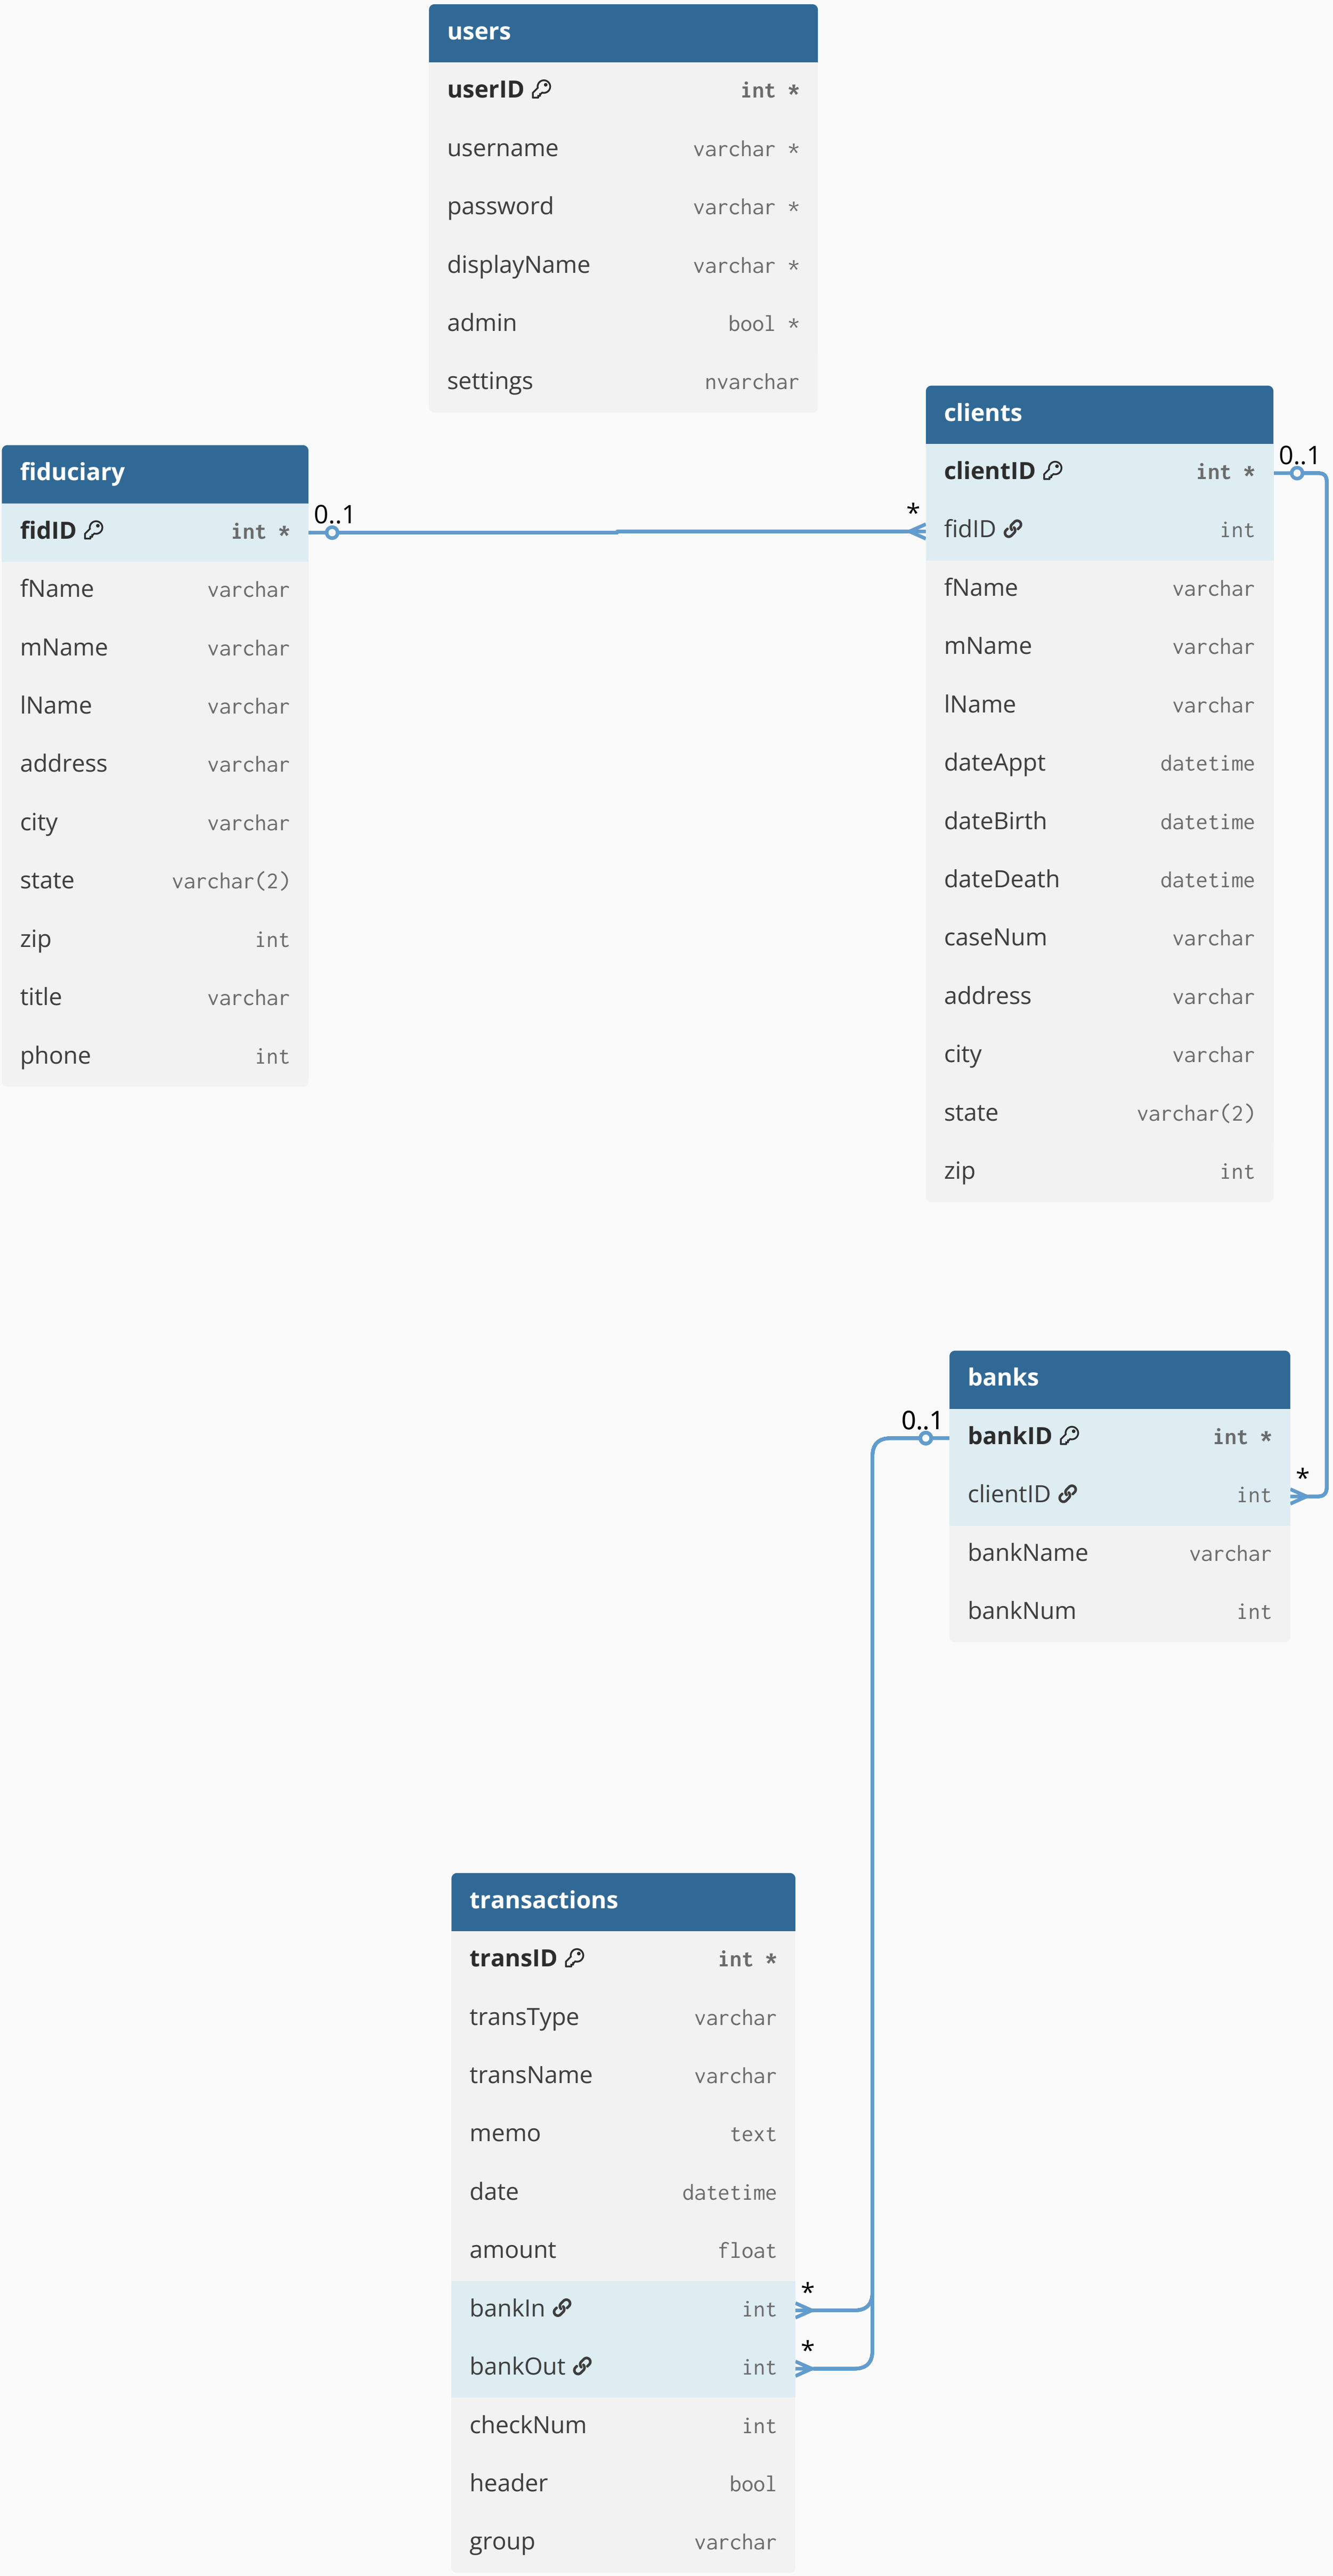 users
userID int *
username varchar *
password varchar *
displayName varchar *
admin bool *
settings nvarchar
fiduciary
fidID int *
fName varchar
mName varchar
lName varchar
address varchar
city varchar
state varchar(2)
zip int
title varchar
phone int
0..1
*
clients
clientID int *
fidID int
fName varchar
mName varchar
lName varchar
dateAppt datetime
dateBirth datetime
dateDeath datetime
caseNum varchar
address varchar
city varchar
state varchar(2)
zip int
0..1
*
banks
bankID int *
clientID int
bankName varchar
bankNum int
0..1
*
*
transactions
transID int *
transType varchar
transName varchar
memo text
date datetime
amount float
bankIn int
bankOut int
checkNum int
header bool
group varchar